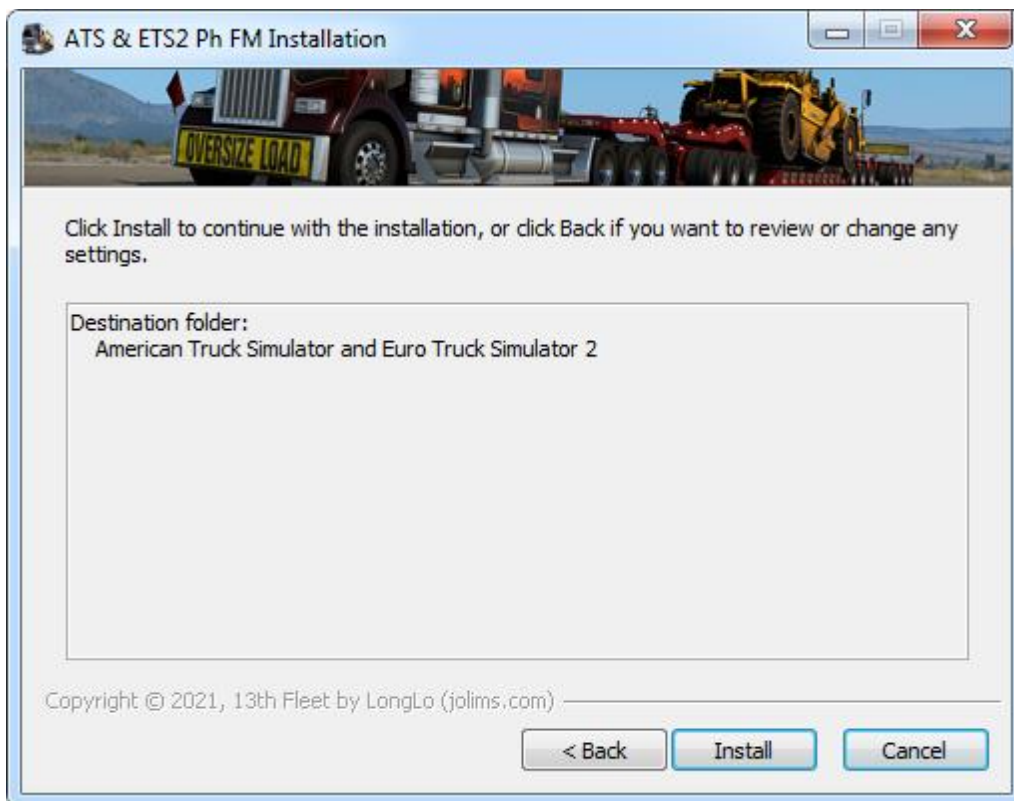 ATS & ETS2 Ph FM Installation
OVERSIZE LOAD
Click Install to continue with the installation, or click Back if you want to review or change any
settings.
Destination folder:
American Truck Simulator and Euro Truck Simulator 2
Copyright © 2021, 13th Fleet by LongLo (jolims.com)
< Back
Install
Cancel